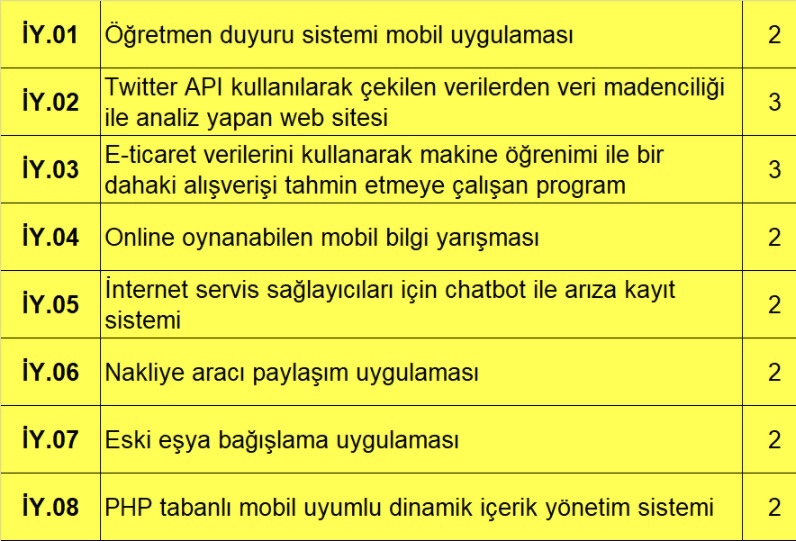 İY.01 Öğretmen duyuru sistemi mobil uygulaması 2
İY.02 Twitter API kullanılarak çekilen verilerden veri madenciliği
ile analiz yapan web sitesi 3
İY.03 E-ticaret verilerini kullanarak makine öğrenimi ile bir
dahaki alışverişi tahmin etmeye çalışan program 3
İY.04 Online oynanabilen mobil bilgi yarışması 2
İY.05 İnternet servis sağlayıcıları için chatbot ile arıza kayıt
sistemi 2
İY.06 Nakliye aracı paylaşım uygulaması 2
İY.07 Eski eşya bağışlama uygulaması 2
İY.08 PHP tabanlı mobil uyumlu dinamik içerik yönetim sistemi 2